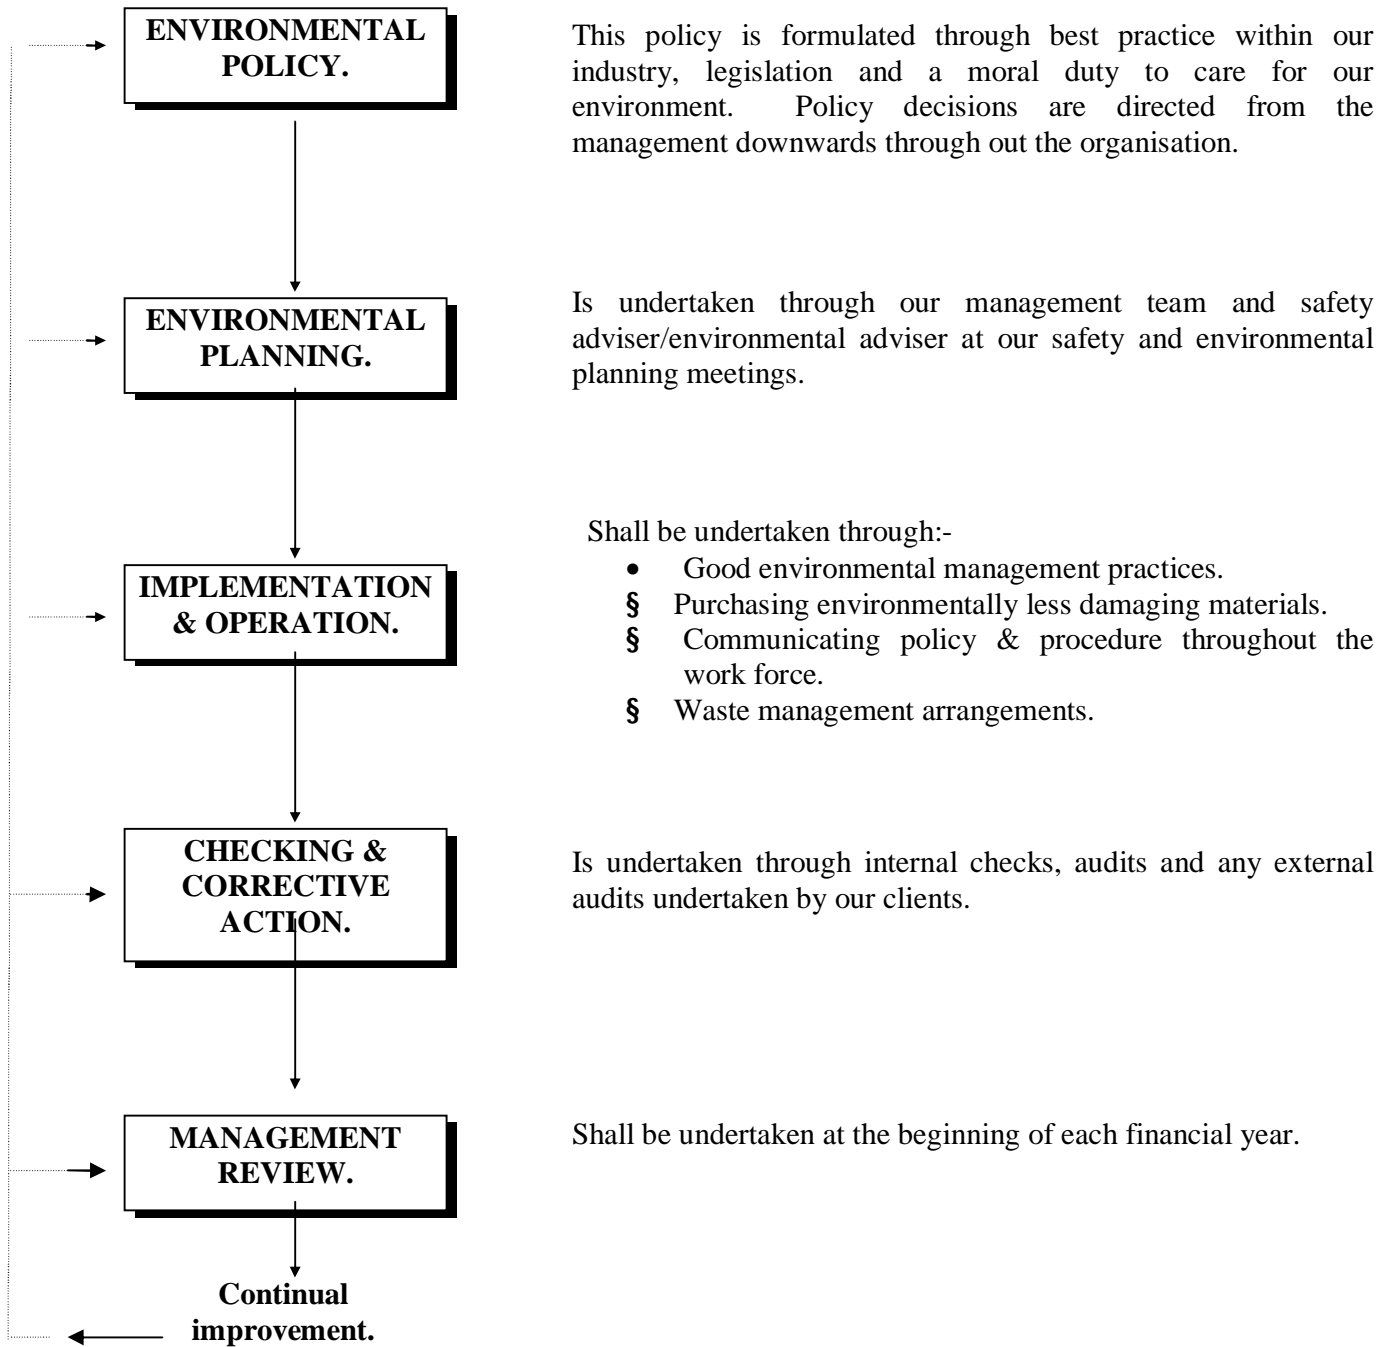 ENVIRONMENTAL
POLICY.
This policy is formulated through best practice within our
industry, legislation and a moral duty to care for our
environment. Policy decisions are directed from the
management downwards through out the organisation.
ENVIRONMENTAL
PLANNING.
Is undertaken through our management team and safety
adviser/environmental adviser at our safety and environmental
planning meetings.
IMPLEMENTATION
& OPERATION.
Shall be undertaken through:-
• Good environmental management practices.
§ Purchasing environmentally less damaging materials.
§ Communicating policy & procedure throughout the
work force.
§ Waste management arrangements.
CHECKING &
CORRECTIVE
ACTION.
Is undertaken through internal checks, audits and any external
audits undertaken by our clients.
MANAGEMENT
REVIEW.
Shall be undertaken at the beginning of each financial year.
Continual
improvement.